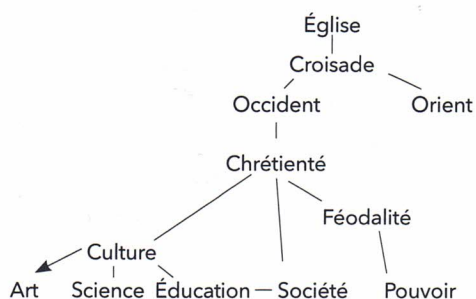 Église
Croisade
Occident Orient
Chrétienté
Féodalité
Culture
Art Science Éducation Société Pouvoir